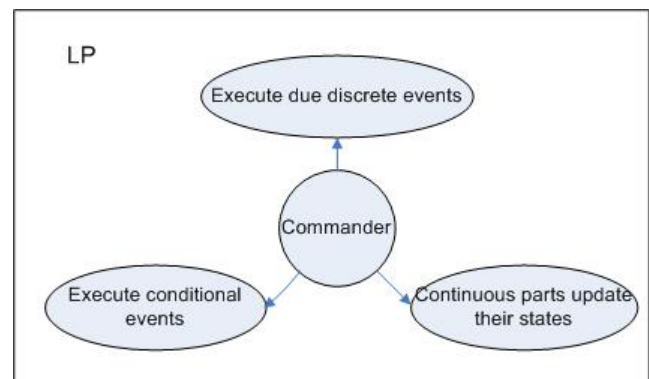 LP
Execute due discrete events
Commander
Execute conditional
events
Continuous parts update
their states